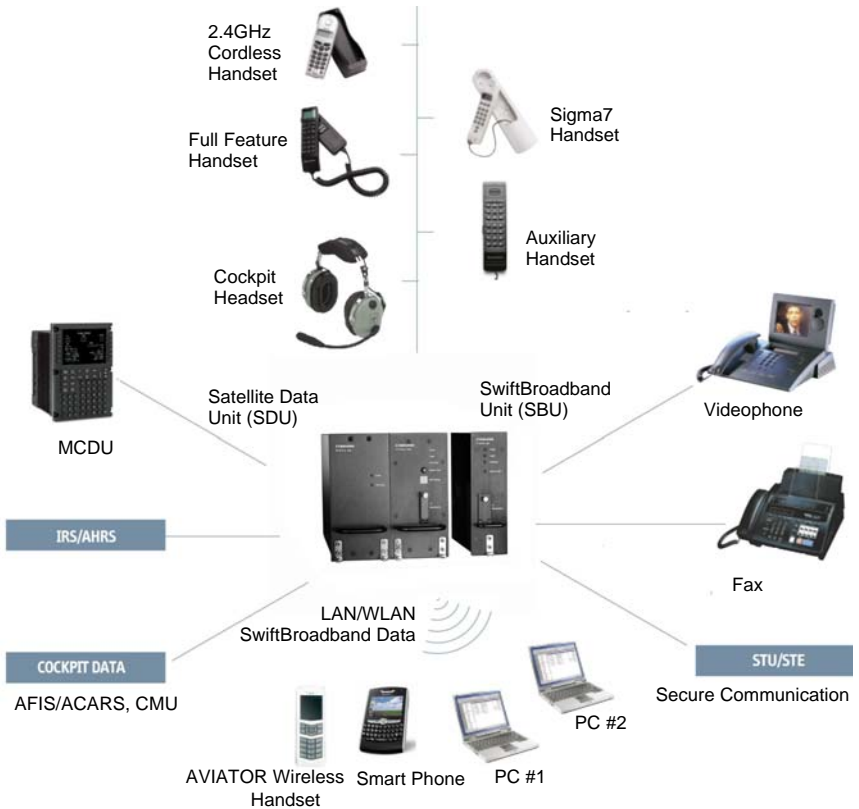 2.4GHz
Cordless
Handset
Sigma7
Handset
Full Feature
Handset
Auxiliary
Handset
Cockpit
Headset
Satellite Data
Unit (SDU)
SwiftBroadband
Unit (SBU)
MCDU
Videophone
IRS/AHRS
Fax
LAN/WLAN
SwiftBroadband Data
COCKPIT DATA
AFIS/ACARS, CMU
STU/STE
Secure Communication
AVIATOR Wireless
Handset
Smart Phone
PC #1
PC #2